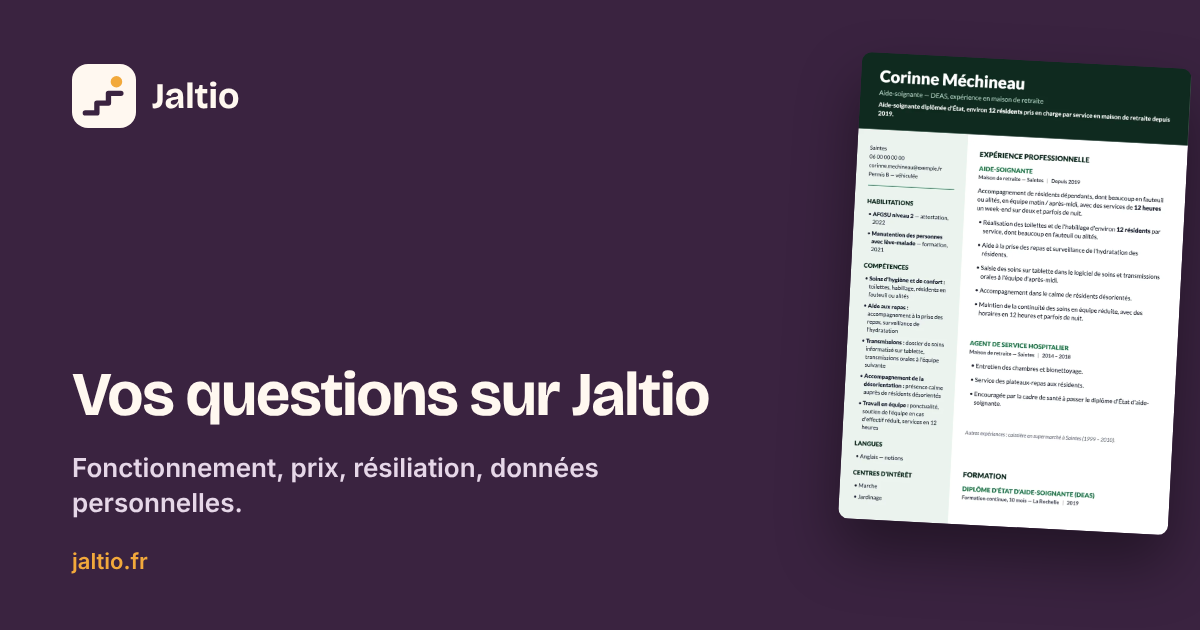 Jaltio
Vos questions sur Jaltio
Fonctionnement, prix, résiliation, données
personnelles.
jaltio.fr
Corinne Méchineau
Aide-soignante — DEAS, expérience en maison de retraite
Aide-soignante diplômée d'État, environ 12 résidents pris en charge par service en maison de retraite depuis
2019.
Saintes
06 00 00 00 00
corinne.mechineau@exemple.fr
Permis B — véhiculée
HABILITATIONS
• AFGSU niveau 2 — attestation,
2022
• Manutention des personnes
avec lève-malade — formation,
2021
COMPÉTENCES
• Soins d'hygiène et de confort :
toilettes, habillage, résidents en
fauteuil ou alités
• Aide aux repas :
accompagnement à la prise des
repas, surveillance de
l'hydratation
• Transmissions : dossier de soins
informatisé sur tablette,
transmissions orales à l'équipe
suivante
• Accompagnement de la
désorientation : présence calme
auprès de résidents désorientés
• Travail en équipe : ponctualité,
soutien de l'équipe en cas
d'effectif réduit, services en 12
heures
LANGUES
• Anglais — notions
CENTRES D'INTÉRÊT
• Marche
• Jardinage
EXPÉRIENCE PROFESSIONNELLE
AIDE-SOIGNANTE
Maison de retraite — Saintes | Depuis 2019
Accompagnement de résidents dépendants, dont beaucoup en fauteuil
ou alités, en équipe matin / après-midi, avec des services de 12 heures
un week-end sur deux et parfois de nuit.
• Réalisation des toilettes et de l'habillage d'environ 12 résidents par
service, dont beaucoup en fauteuil ou alités.
• Aide à la prise des repas et surveillance de l'hydratation des
résidents.
• Saisie des soins sur tablette dans le logiciel de soins et transmissions
orales à l'équipe d'après-midi.
• Accompagnement dans le calme de résidents désorientés.
• Maintien de la continuité des soins en équipe réduite, avec des
horaires en 12 heures et parfois de nuit.
AGENT DE SERVICE HOSPITALIER
Maison de retraite — Saintes | 2014 – 2018
• Entretien des chambres et bionettoyage.
• Service des plateaux-repas aux résidents.
• Encouragée par la cadre de santé à passer le diplôme d'État d'aide-
soignante.
Autres expériences : caissière en supermarché à Saintes (1999 – 2010)
FORMATION
DIPLÔME D'ÉTAT D'AIDE-SOIGNANTE (DEAS)
Formation continue, 10 mois — La Rochelle | 2019